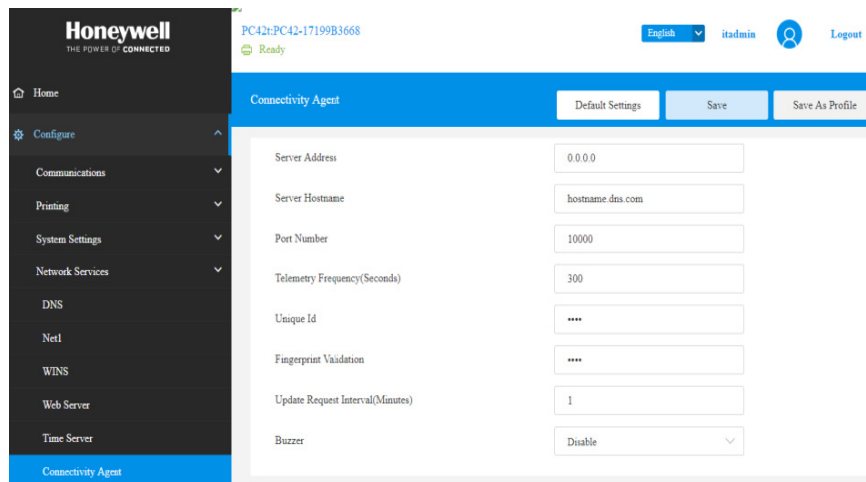 Honeywell
THE POWER OF CONNECTED
PC42t:PC42-17199B3668
Ready
English
itadmin
Logout
Home
Configure
Communications
Printing
System Settings
Network Services
DNS
Net1
WINS
Web Server
Time Server
Connectivity Agent
Connectivity Agent
Default Settings
Save
Save As Profile
Server Address
0.0.0.0
Server Hostname
hostname.dns.com
Port Number
10000
Telemetry Frequency(Seconds)
300
Unique Id
••••
Fingerprint Validation
••••
Update Request Interval(Minutes)
1
Buzzer
Disable